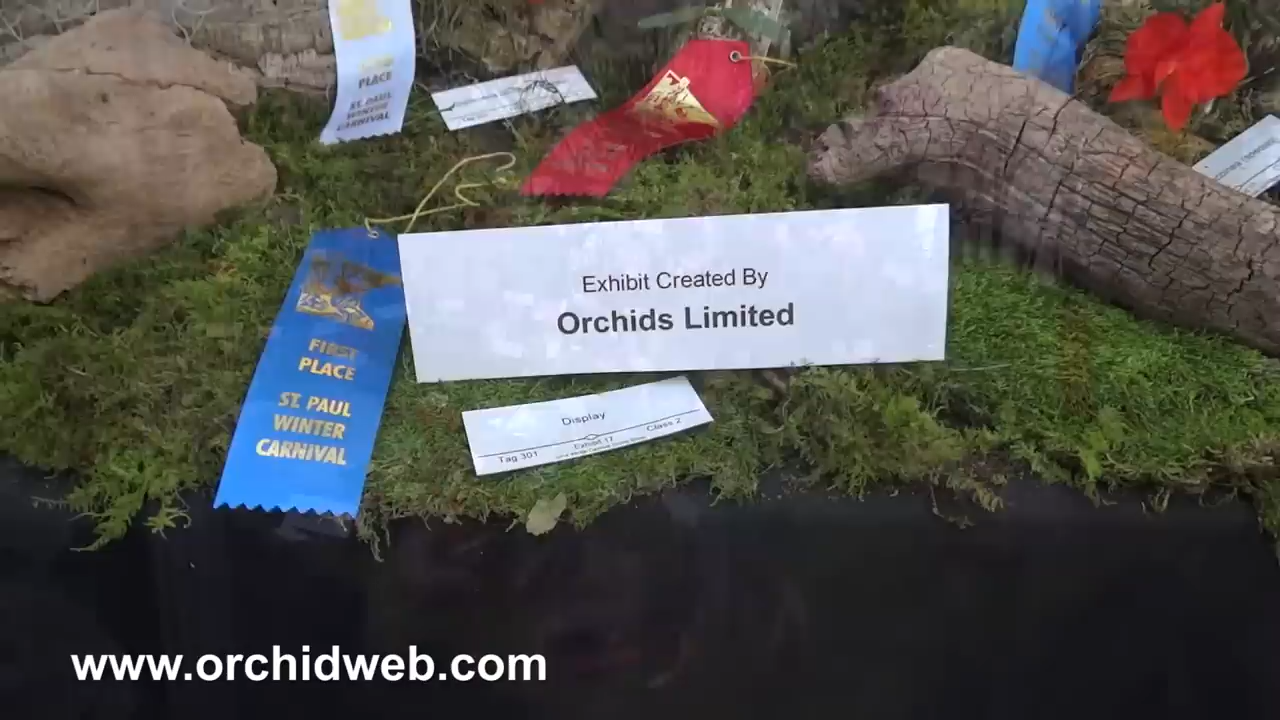 PLACE
ST. PAUL
WINTER
CARNIVAL
Exhibit Created By
Orchids Limited
FIRST
PLACE
ST. PAUL
WINTER
CARNIVAL
Display
Exhibit 17
Tag 301
Class 2
www.orchidweb.com